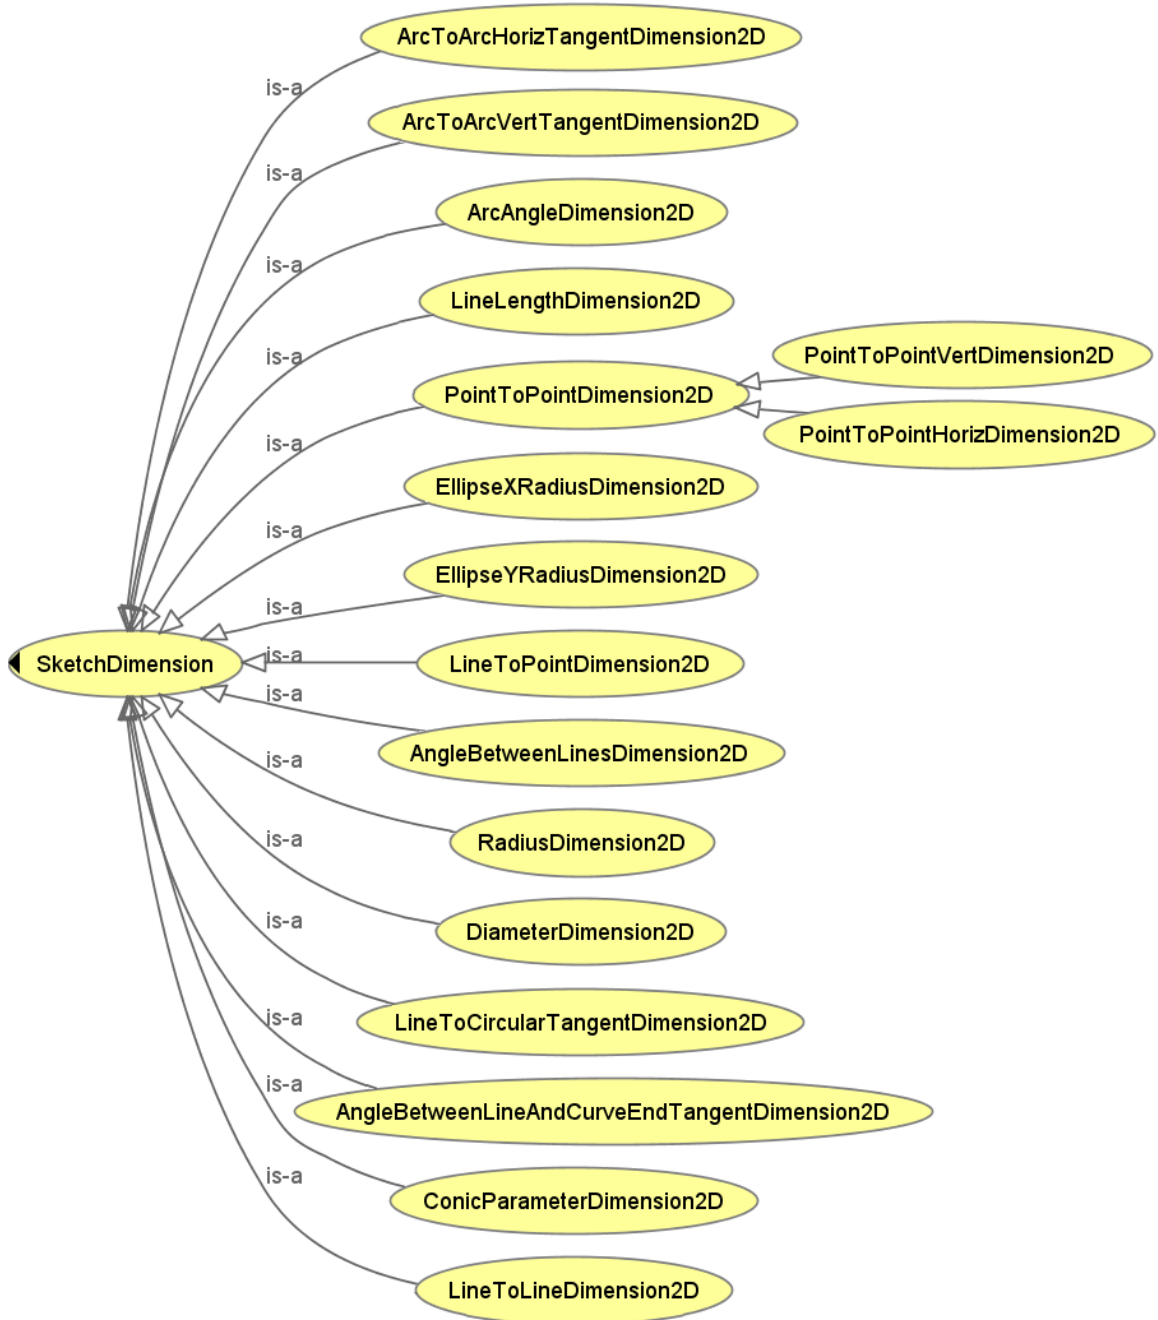 ArcToArcHorizTangentDimension2D
is-a
ArcToArcVertTangentDimension2D
is-a
ArcAngleDimension2D
is-a
LineLengthDimension2D
is-a
PointToPointDimension2D
PointToPointVertDimension2D
PointToPointHorizDimension2D
is-a
EllipseXRadiusDimension2D
is-a
EllipseYRadiusDimension2D
is-a
SketchDimension
is-a
LineToPointDimension2D
is-a
AngleBetweenLinesDimension2D
is-a
RadiusDimension2D
is-a
DiameterDimension2D
is-a
LineToCircularTangentDimension2D
is-a
AngleBetweenLineAndCurveEndTangentDimension2D
is-a
ConicParameterDimension2D
is-a
LineToLineDimension2D